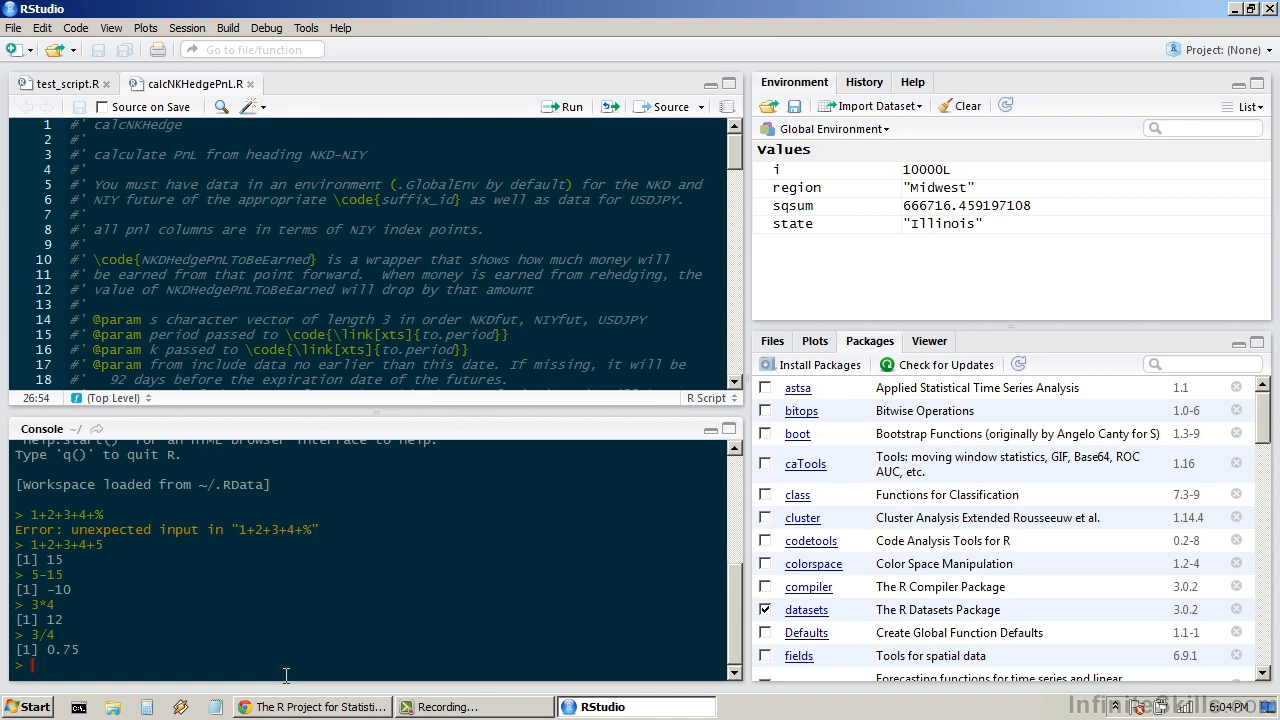 RStudio
File Edit Code View Plots Session Build Debug Tools Help
Go to file/function
Project: (None)
test_script.R
calcNKHedgePnL.R
Source on Save
Run
Source
1 #' calcNKHedge
2 #'
3 #' calculate PnL from heading NKD-NIY
4 #'
5 #' You must have data in an environment (.GlobalEnv by default) for the NKD and
6 #' NIY future of the appropriate \code{suffix_id} as well as data for USDJPY.
7 #'
8 #' all pnl columns are in terms of NIY index points.
9 #'
10 #' \code{NKDHedgePnLToBeEarned} is a wrapper that shows how much money will
11 #' be earned from that point forward.  When money is earned from rehedging, the
12 #' value of NKDHedgePnLToBeEarned will drop by that amount
13 #'
14 #' @param s character vector of length 3 in order NKDfut, NIYfut, USDJPY
15 #' @param period passed to \code{\link[xts]{to.period}}
16 #' @param k passed to \code{\link[xts]{to.period}}
17 #' @param from include data no earlier than this date. If missing, it will be
18 #'   92 days before the expiration date of the futures.
26:54
(Top Level)
R Script
Console ~/
'help.start()' for an HTML browser interface to help.
Type 'q()' to quit R.
[Workspace loaded from ~/.RData]
> 1+2+3+4+%
Error: unexpected input in "1+2+3+4+%"
> 1+2+3+4+5
[1] 15
> 5-15
[1] -10
> 3*4
[1] 12
> 3/4
[1] 0.75
>
Environment History Help
Import Dataset
Clear
List
Global Environment
Values
i 10000L
region "Midwest"
sqsum 666716.459197108
state "Illinois"
Files Plots Packages Viewer
Install Packages
Check for Updates
astsa Applied Statistical Time Series Analysis 1.1
bitops Bitwise Operations 1.0-6
boot Bootstrap Functions (originally by Angelo Canty for S) 1.3-9
caTools Tools: moving window statistics, GIF, Base64, ROC 1.16
AUC, etc.
class Functions for Classification 7.3-9
cluster Cluster Analysis Extended Rousseeuw et al. 1.14.4
codetools Code Analysis Tools for R 0.2-8
colorspace Color Space Manipulation 1.2-4
compiler The R Compiler Package 3.0.2
datasets The R Datasets Package 3.0.2
Defaults Create Global Function Defaults 1.1-1
fields Tools for spatial data 6.9.1
Forecasting functions for time series and linear
Start
The R Project for Statisti...
Recording...
RStudio
6:04 PM